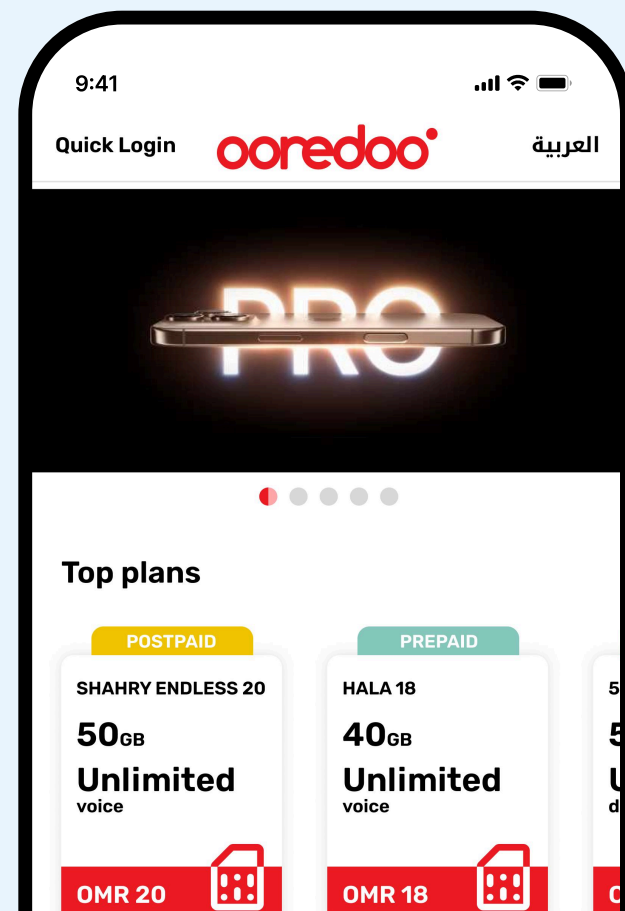 9:41
Quick Login
ooredoo
العربية
PRO
Top plans
POSTPAID
SHAHRY ENDLESS 20
50GB
Unlimited
voice
OMR 20
PREPAID
HALA 18
40GB
Unlimited
voice
OMR 18